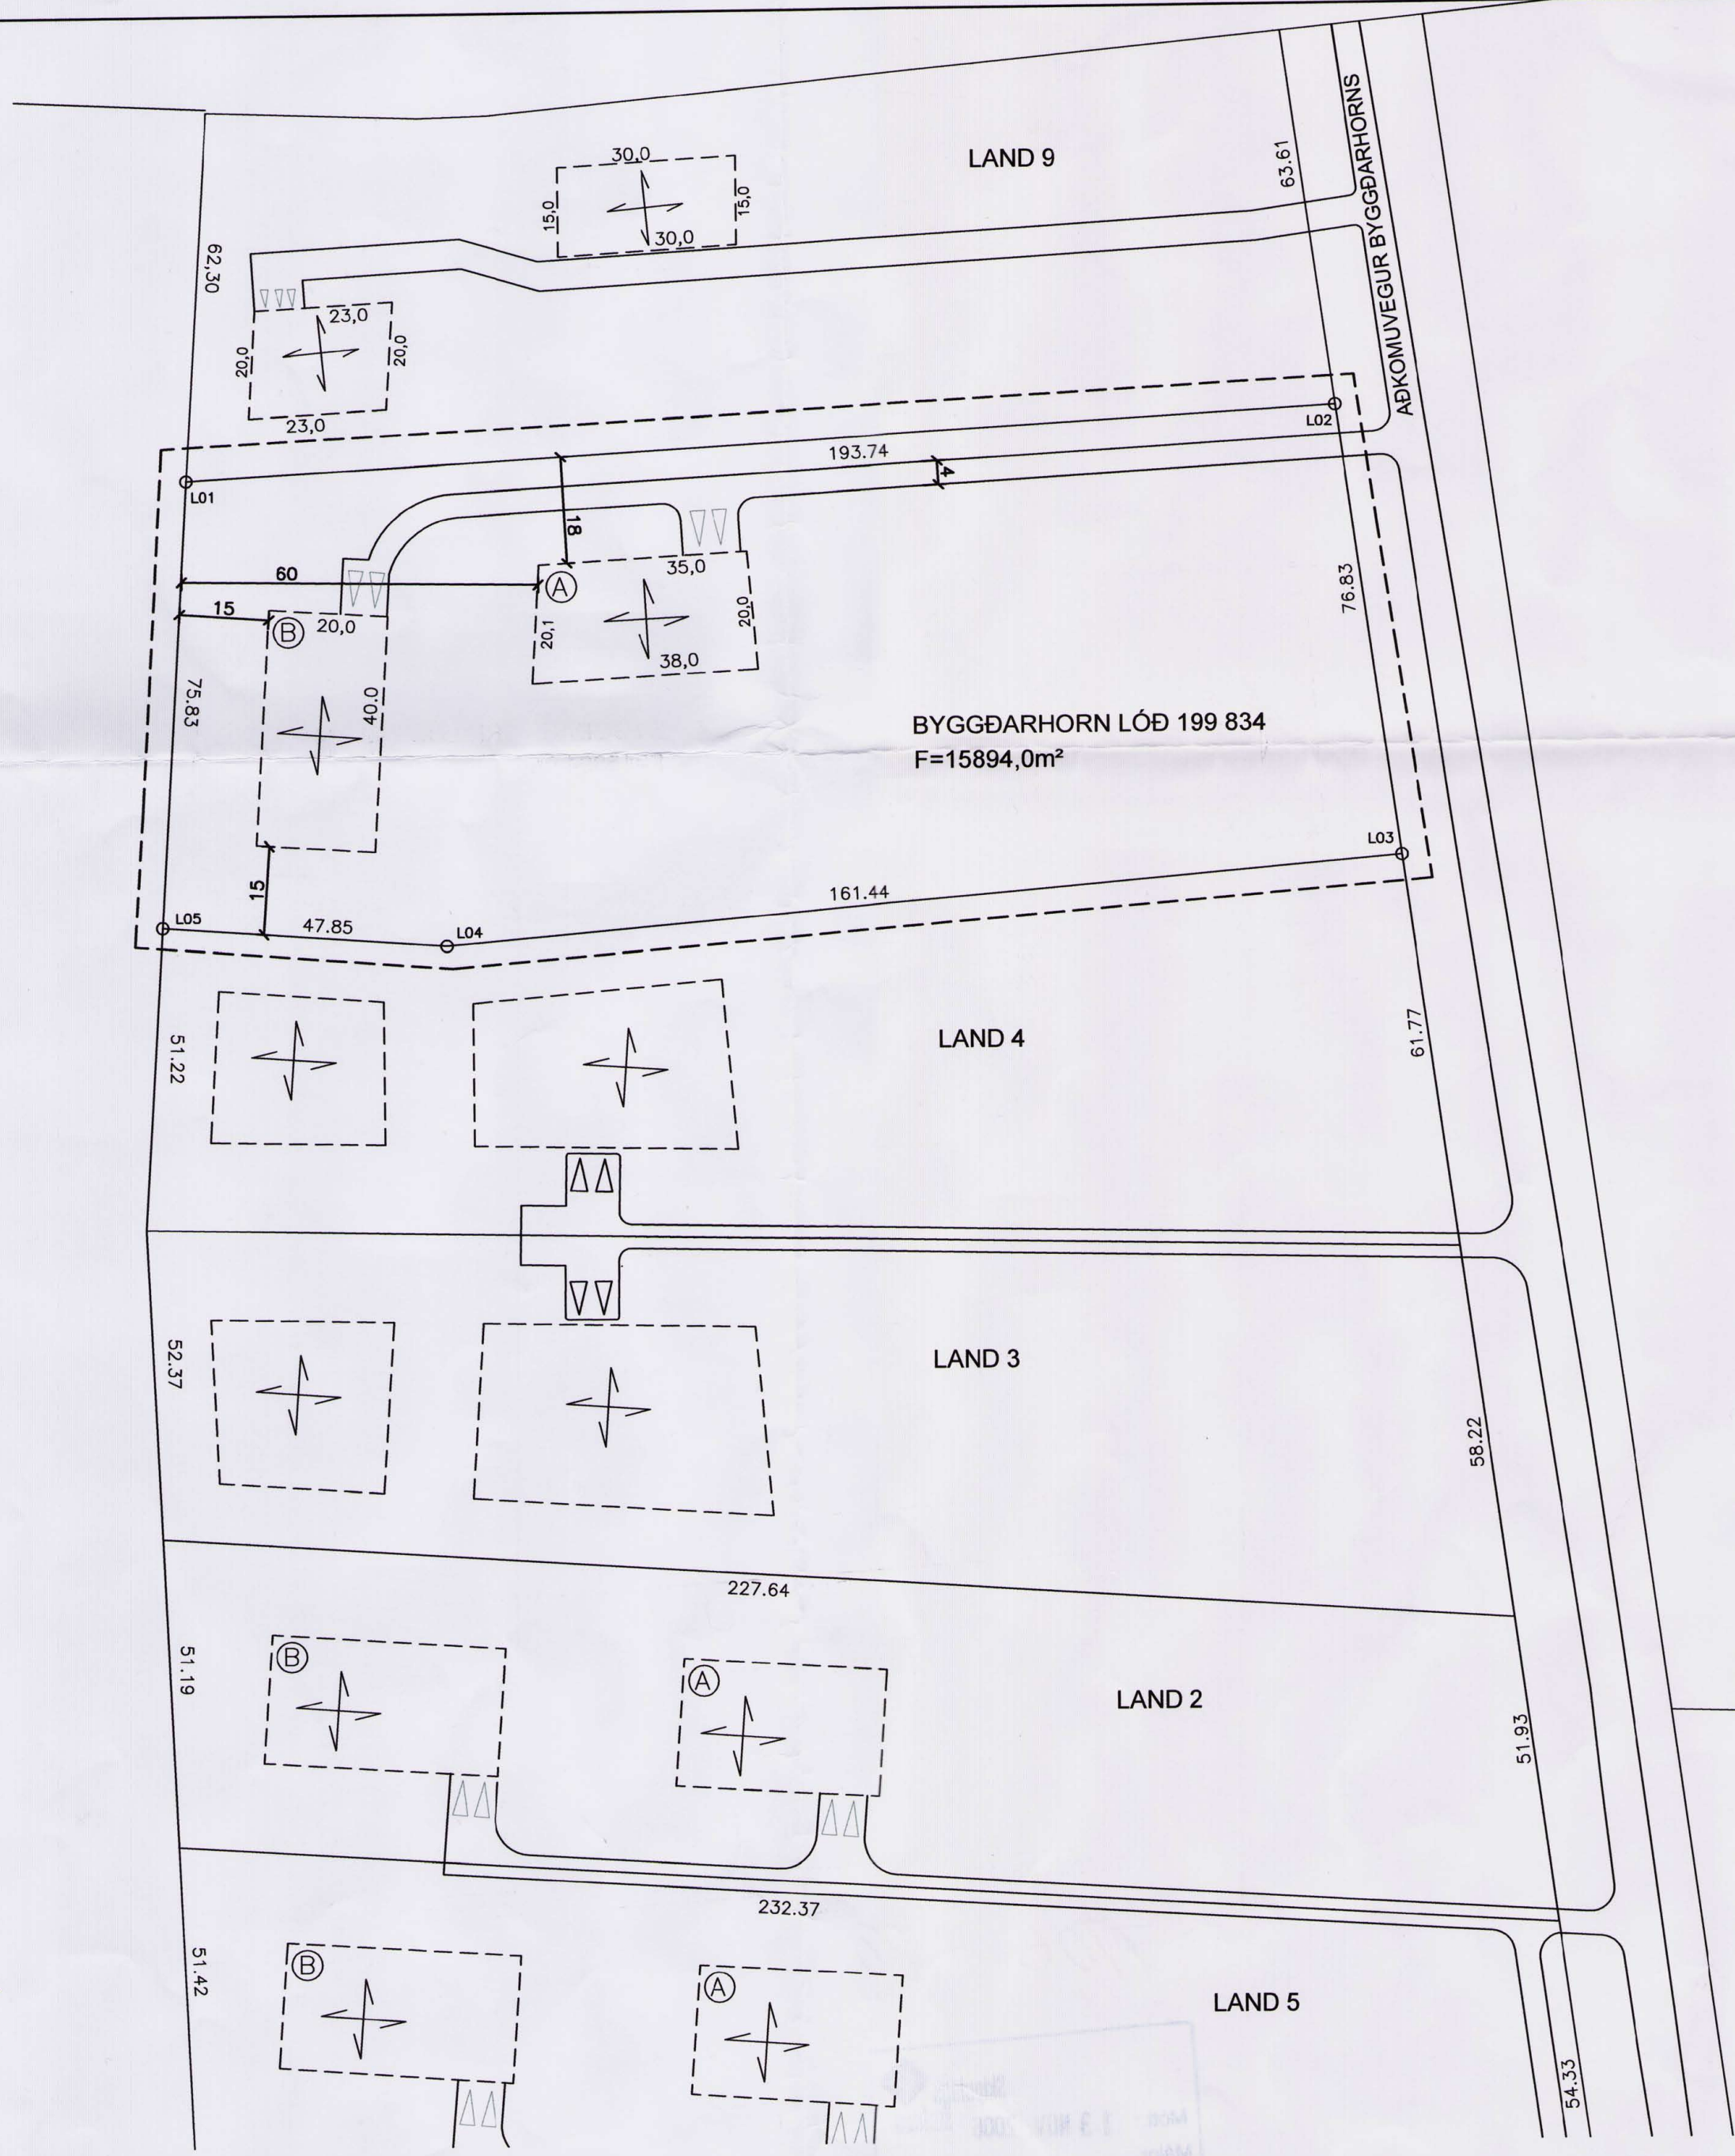 LAND 9
63.61
AÐKOMUVEGUR BYGGÐARHORNS
30,0
15,0
15,0
30,0
62,30
23,0
20,0
20,0
23,0
L01
L02
193.74
4
18
60
15
A
35,0
20,1
20,0
38,0
B
20,0
40.0
75.83
76.83
BYGGÐARHORN LÓÐ 199 834
F=15894,0m²
15
L03
161.44
L05
47.85
L04
51.22
LAND 4
61.77
52.37
LAND 3
58.22
227.64
51.19
B
A
LAND 2
51.93
232.37
51.42
B
A
LAND 5
54.33